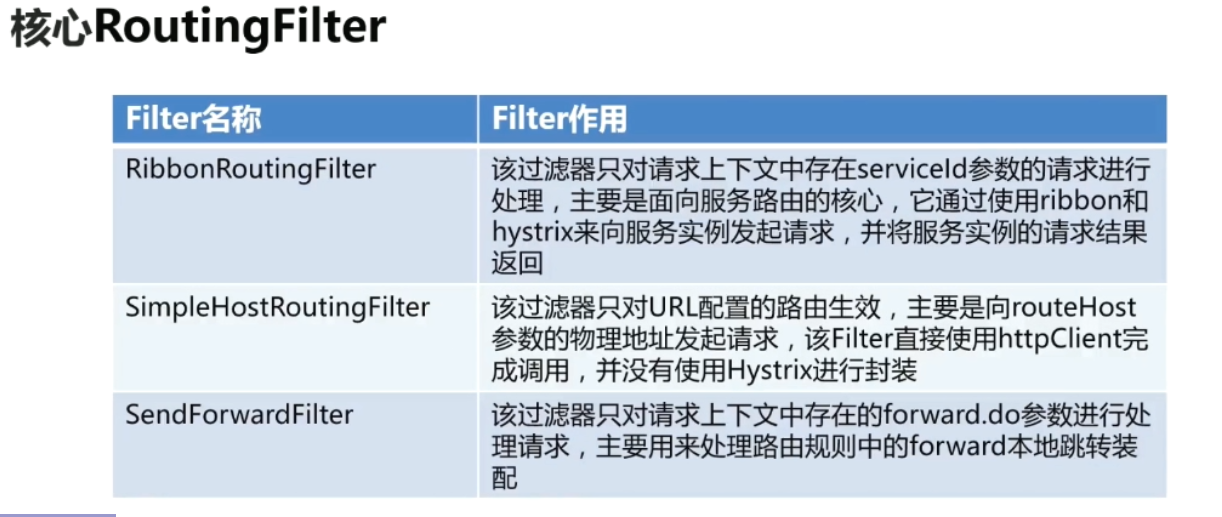 核心RoutingFilter
Filter名称
Filter作用
RibbonRoutingFilter
该过滤器只对请求上下文中存在serviceId参数的请求进行
处理，主要是面向服务路由的核心，它通过使用ribbon和
hystrix来向服务实例发起请求，并将服务实例的请求结果
返回
SimpleHostRoutingFilter
该过滤器只对URL配置的路由生效，主要是向routeHost
参数的物理地址发起请求，该Filter直接使用httpClient完
成调用，并没有使用Hystrix进行封装
SendForwardFilter
该过滤器只对请求上下文中存在的forward.do参数进行处
理请求，主要用来处理路由规则中的forward本地跳转装
配